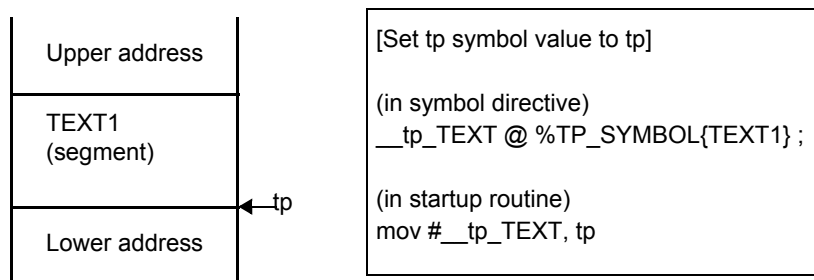 Upper address
TEXT1
(segment)
tp
Lower address
[Set tp symbol value to tp]
(in symbol directive)
__tp_TEXT @ %TP_SYMBOL{TEXT1} ;
(in startup routine)
mov #__tp_TEXT, tp